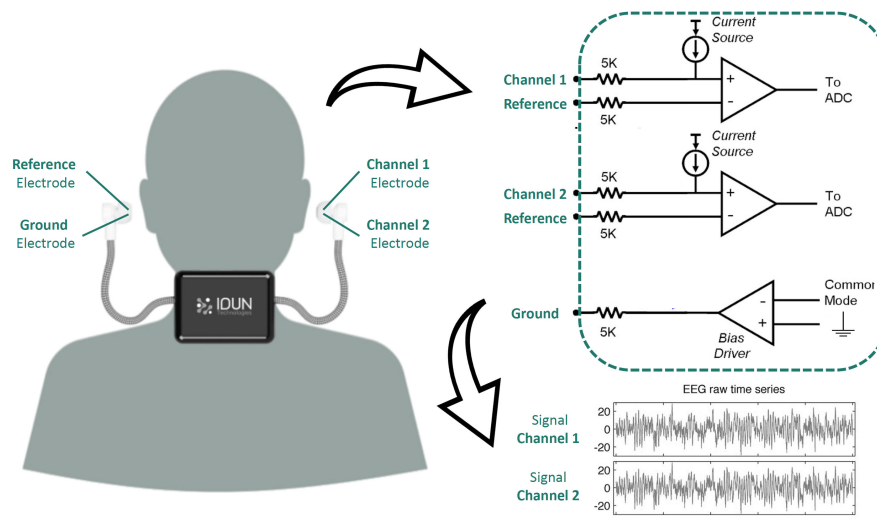 Reference
Electrode
Ground
Electrode
Channel 1
Electrode
Channel 2
Electrode
IDUN
Technologies
Current
Source
5K
Channel 1
+
To
ADC
Reference
-
5K
Current
Source
5K
Channel 2
+
To
ADC
Reference
-
5K
Common
Mode
-
Ground
+
5K
Bias
Driver
EEG raw time series
Signal
Channel 1
20
0
-20
Signal
Channel 2
20
0
-20